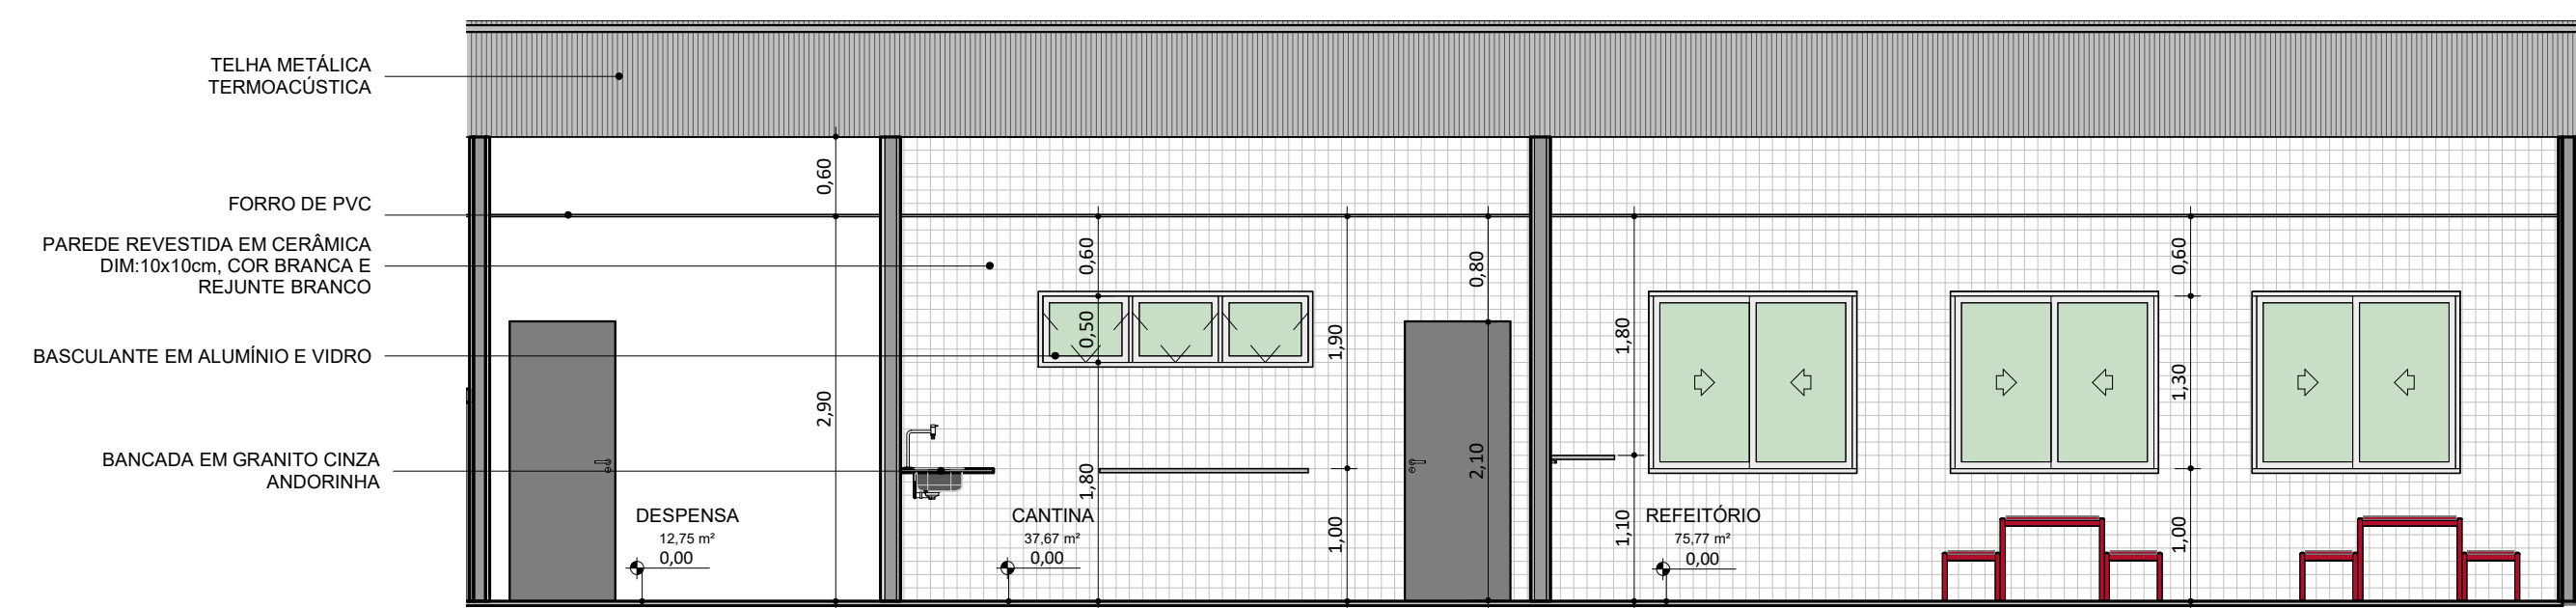 TELHA METÁLICA
TERMOACÚSTICA
FORRO DE PVC
PAREDE REVESTIDA EM CERÂMICA
DIM:10x10cm, COR BRANCA E
REJUNTE BRANCO
BASCULANTE EM ALUMÍNIO E VIDRO
BANCADA EM GRANITO CINZA
ANDORINHA
0,60
2,90
DESPENSA
12,75 m²
0,00
0,60
0,50
1,80
CANTINA
37,67 m²
0,00
1,90
1,00
0,80
2,10
1,80
1,10
REFEITÓRIO
75,77 m²
0,00
0,60
1,30
1,00